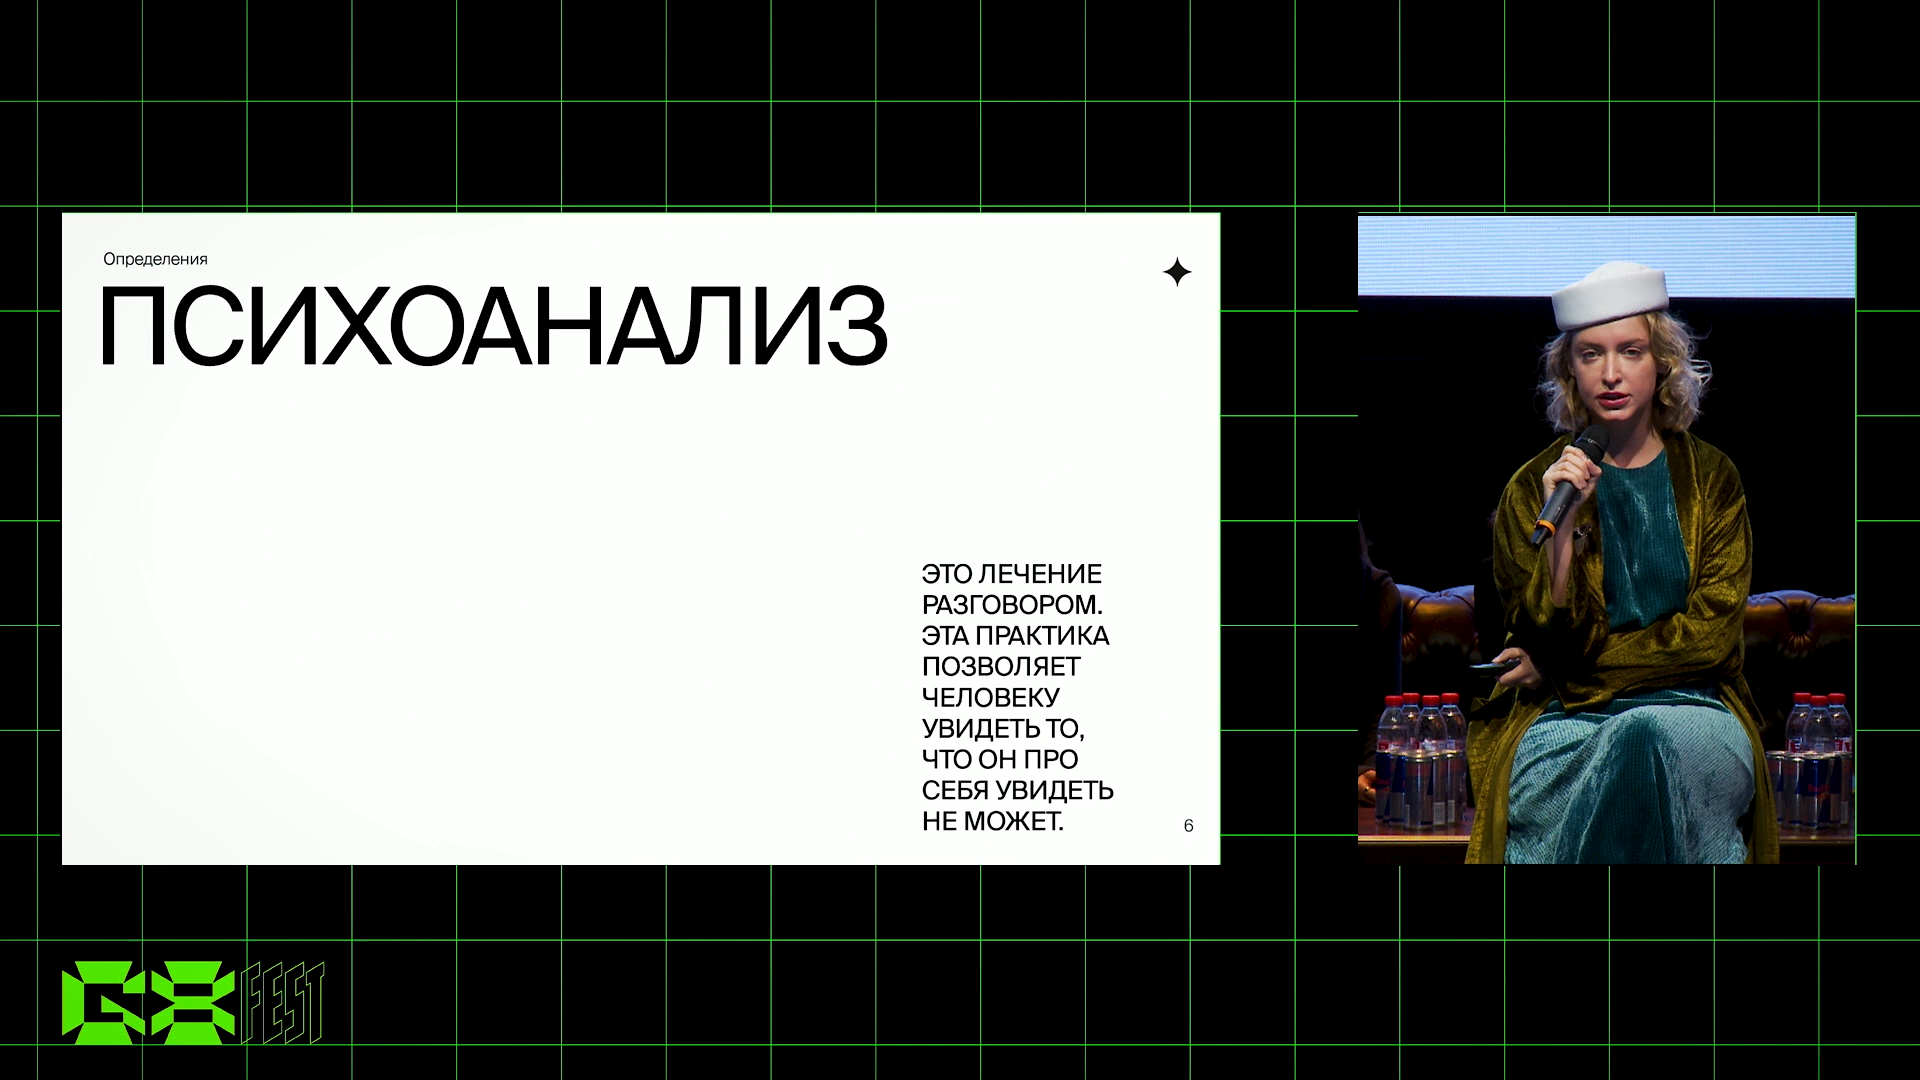 Определения
ПСИХОАНАЛИЗ
ЭТО ЛЕЧЕНИЕ
РАЗГОВОРОМ.
ЭТА ПРАКТИКА
ПОЗВОЛЯЕТ
ЧЕЛОВЕКУ
УВИДЕТЬ ТО,
ЧТО ОН ПРО
СЕБЯ УВИДЕТЬ
НЕ МОЖЕТ.
6
G8 FEST